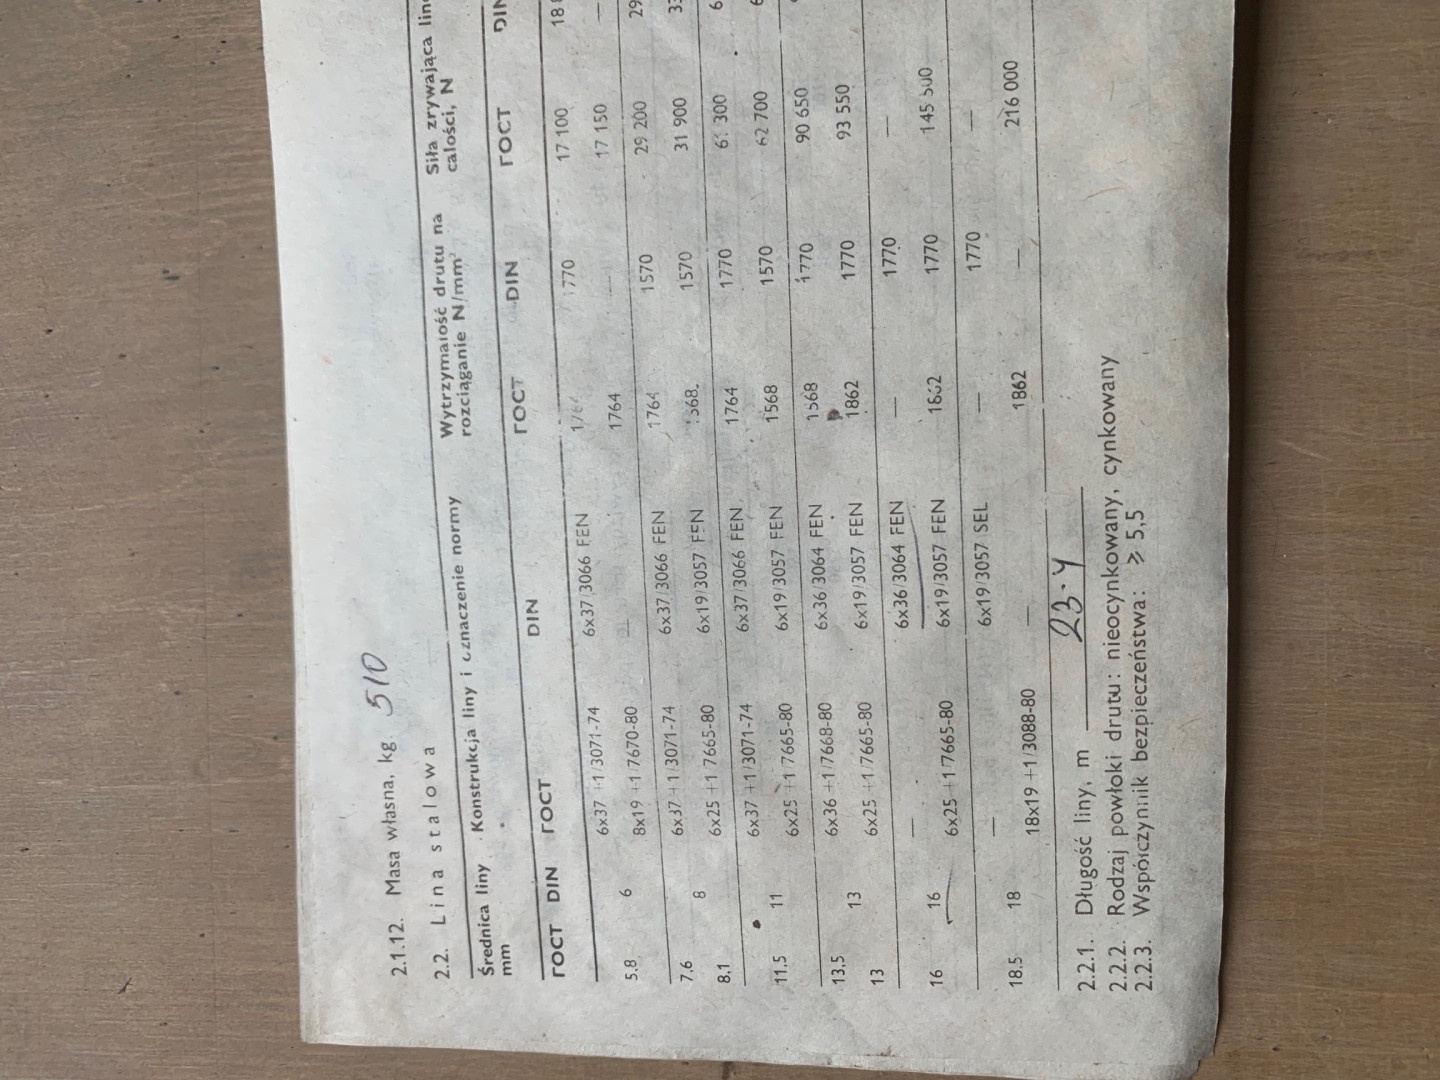 2.1.12. Masa własna, kg. 510
2.2. Lina stalowa
Średnica liny Konstrukcja liny i oznaczenie normy Wytrzymałość drutu na Siła zrywająca
mm rozciąganie N/mm² całości, N
ГОСТ DIN ГОСТ DIN ГОСТ DIN ГОСТ
6x37+1/3071-74 6x37/3066 FEN 1770 17 100
5,8 6 8x19+1/7670-80 — 1764 — 17 150 —
6x37+1/3071-74 6x37/3066 FEN 1764 1570 29 200
7,6 8 6x25+1/7665-80 6x19/3057 FEN 1568 1570 31 900
8,1 6x37+1/3071-74 6x37/3066 FEN 1764 1770 300
11,5 11 6x25+1/7665-80 6x19/3057 FEN 1568 1570 62 700
13,5 6x36+1/7668-80 6x36/3064 FEN 1568 1770 90 650
13 13 6x25+1/7665-80 6x19/3057 FEN 1862 1770 93 550
— 6x36/3064 FEN — 1770 —
16 16 6x25+1/7665-80 6x19/3057 FEN 1770 145 500
— 6x19/3057 SEL — 1770 —
18,5 18 18x19+1/3088-80 — 1862 — 216 000
2.2.1. Długość liny, m
2.2.2. Rodzaj powłoki drutu: nieocynkowany, cynkowany
2.2.3. Współczynnik bezpieczeństwa: ≥ 5,5